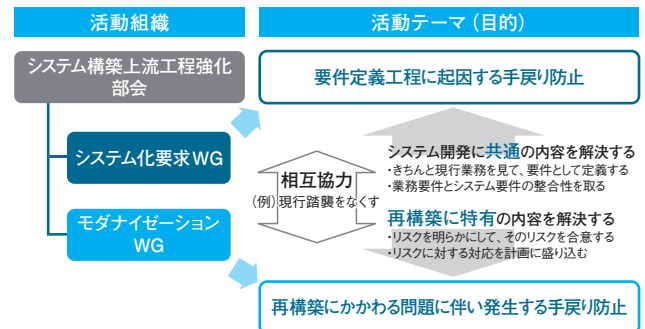 活動組織
活動テーマ(目的)
システム構築上流工程強化
部会
要件定義工程に起因する手戻り防止
システム化要求WG
相互協力
(例)現行踏襲をなくす
システム開発に共通の内容を解決する
・きちんと現行業務を見て、要件として定義する
・業務要件とシステム要件の整合性を取る
モダナイゼーション
WG
再構築に特有の内容を解決する
・リスクを明らかにして、そのリスクを合意する
・リスクに対する対応を計画に盛り込む
再構築にかかわる問題に伴い発生する手戻り防止